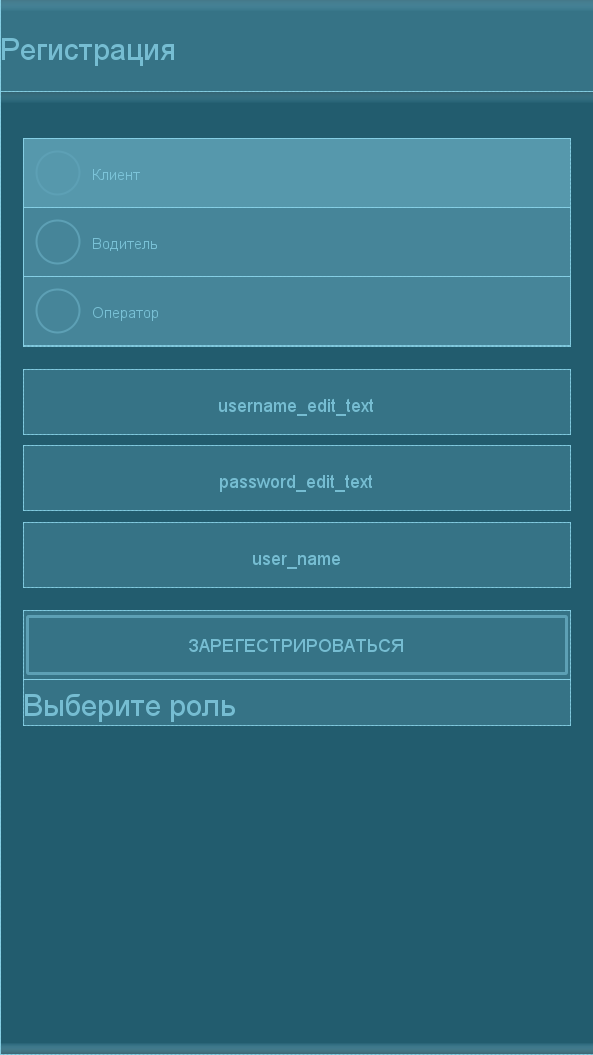 Регистрация
Клиент
Водитель
Оператор
username_edit_text
password_edit_text
user_name
ЗАРЕГЕСТРИРОВАТЬСЯ
Выберите роль